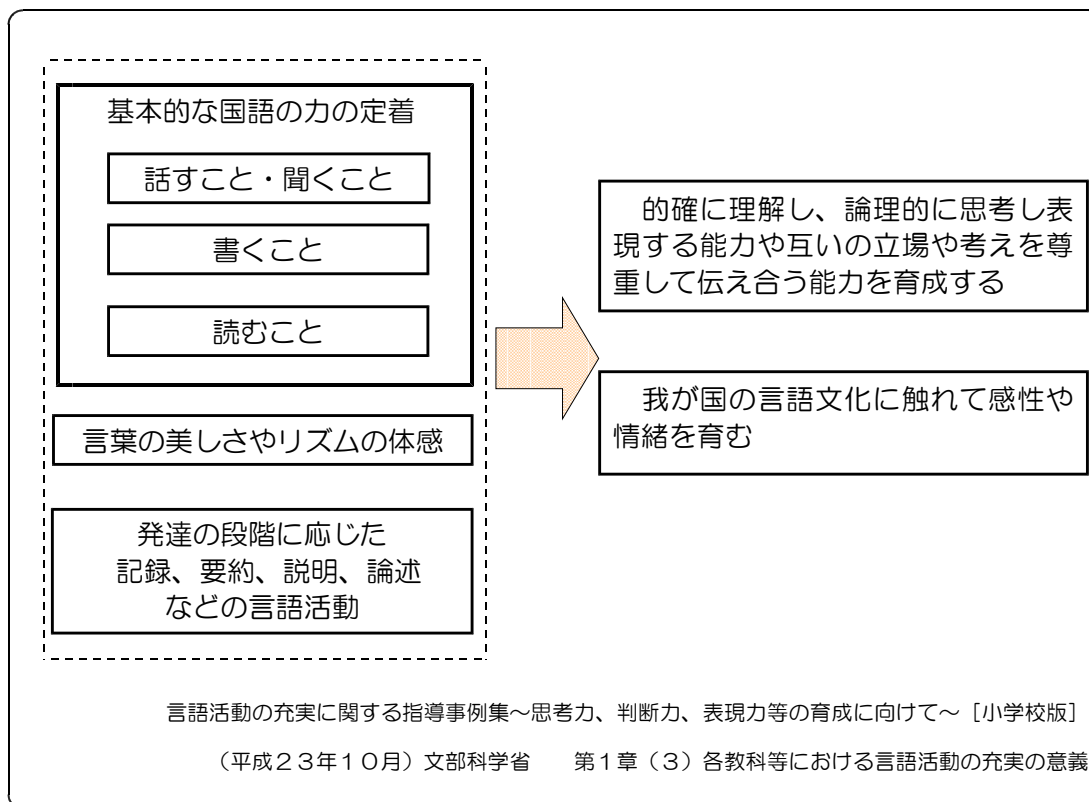 基本的な国語の力の定着
話すこと・聞くこと
書くこと
読むこと
言葉の美しさやリズムの体感
発達の段階に応じた
記録、要約、説明、論述
などの言語活動
的確に理解し、論理的に思考し表
現する能力や互いの立場や考えを尊
重して伝え合う能力を育成する
我が国の言語文化に触れて感性や
情緒を育む
言語活動の充実に関する指導事例集~思考力、判断力、表現力等の育成に向けて~［小学校版］
（平成23年10月）文部科学省　第1章（3）各教科等における言語活動の充実の意義